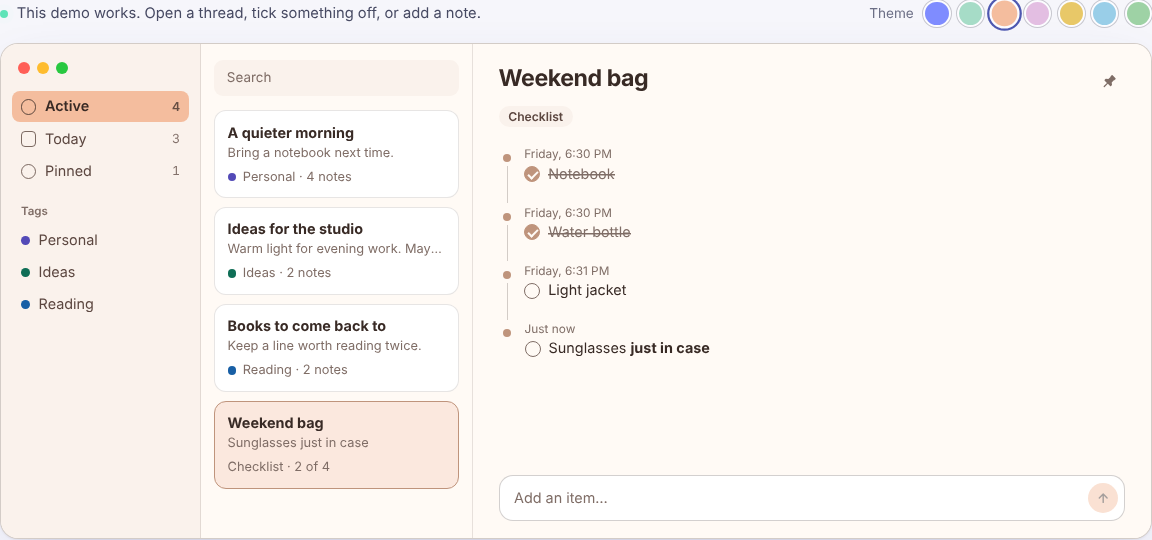 This demo works. Open a thread, tick something off, or add a note.
Theme
Active 4
Today 3
Pinned 1
Tags
Personal
Ideas
Reading
Search
A quieter morning
Bring a notebook next time.
Personal · 4 notes
Ideas for the studio
Warm light for evening work. May...
Ideas · 2 notes
Books to come back to
Keep a line worth reading twice.
Reading · 2 notes
Weekend bag
Sunglasses just in case
Checklist · 2 of 4
Weekend bag
Checklist
Friday, 6:30 PM
Notebook
Friday, 6:30 PM
Water bottle
Friday, 6:31 PM
Light jacket
Just now
Sunglasses just in case
Add an item...